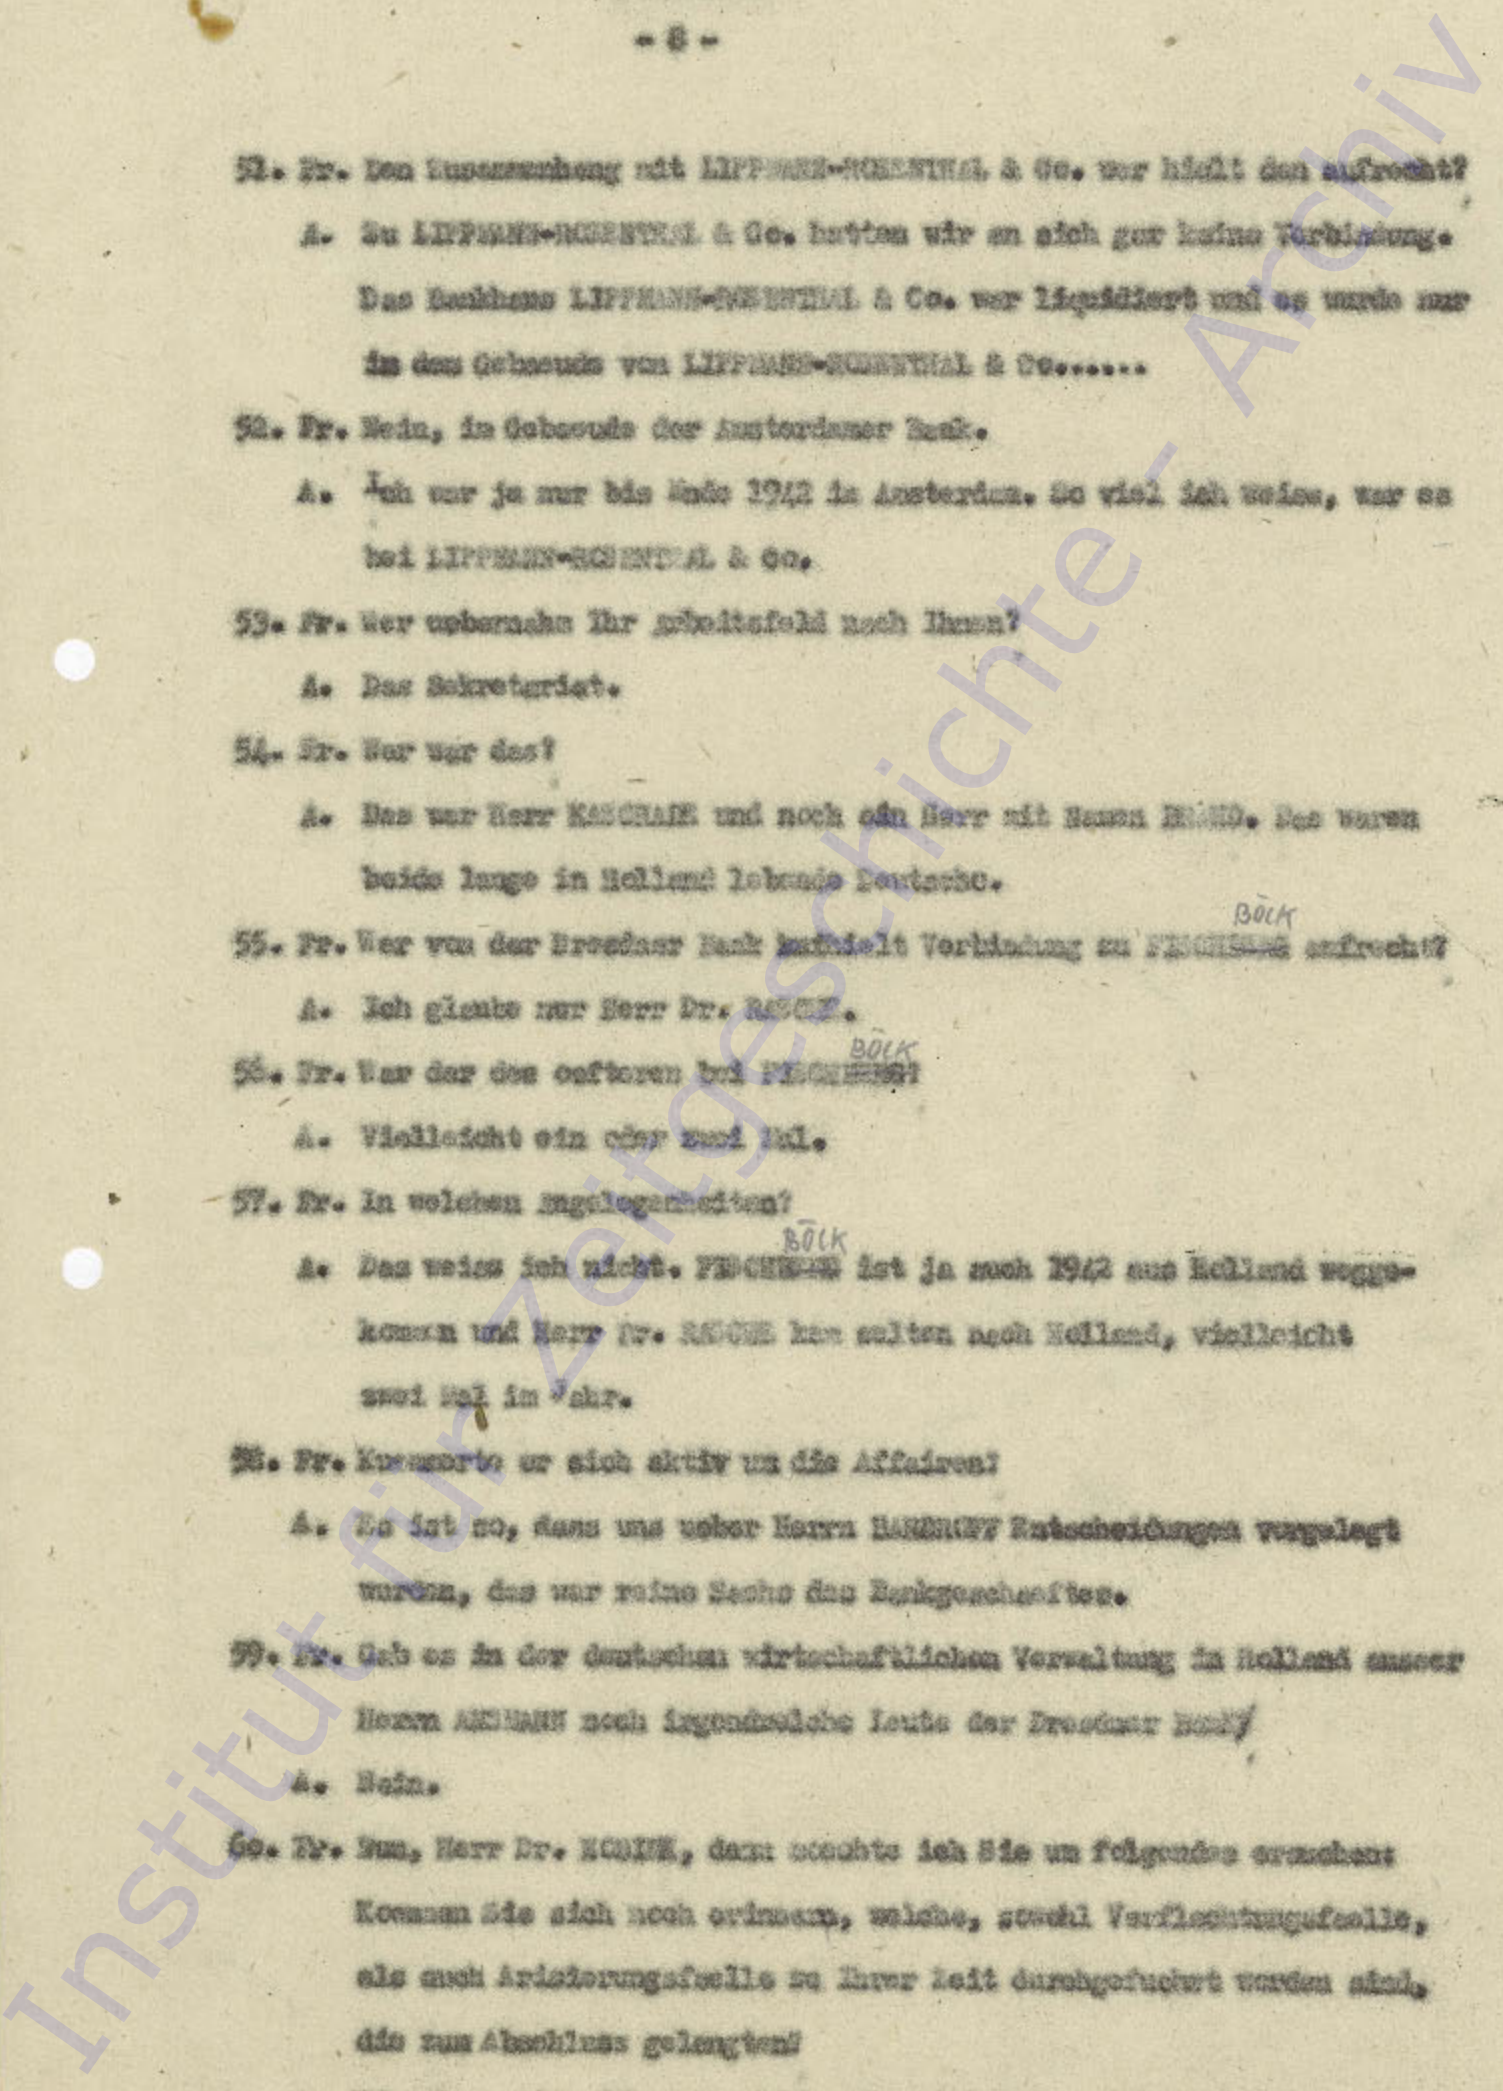 - 8 -
51. Fr. Den Zusammenhang mit LIPPMANN-ROSENTHAL & Co. wer hielt den aufrecht?
A. Zu LIPPMANN-ROSENTHAL & Co. hatten wir an sich gar keine Verbindung.
Das Bankhaus LIPPMANN-ROSENTHAL & Co. war liquidiert und es wurde nur
in dem Gebaeude von LIPPMANN-ROSENTHAL & Co.......
52. Fr. Nein, im Gebaeude der Amsterdamer Bank.
A. Ich war ja nur bis Ende 1942 in Amsterdam. So viel ich weiss, war es
bei LIPPMANN-ROSENTHAL & Co.
53. Fr. Wer uebernahm Ihr Arbeitsfeld nach Ihnen?
A. Das Sekretariat.
54. Fr. Wer war das?
A. Das war Herr und noch ein Herr mit Namen Das waren
beide lange in Holland lebende Deutsche.
BÖCK
55. Fr. Wer von der Dresdner Bank hielt Verbindung zu aufrecht?
A. Ich glaube nur Herr Dr. RASCHE.
BÖCK
56. Fr. War der des oefteren bei
A. Vielleicht ein oder zwei Mal.
57. Fr. In welchen Angelegenheiten?
BÖCK
A. Das weiss ich nicht. ist ja auch 1942 aus Holland wegge-
kommen und Herr Dr. RASCHE kam selten nach Holland, vielleicht
zwei Mal im Jahr.
58. Fr. Kuemmerte er sich aktiv um die Affairen?
A. Es ist so, dass uns ueber Herrn Entscheidungen vorgelegt
wurden, das war reine Sache des Bankgeschaeftes.
59. Fr. Gab es in der deutschen wirtschaftlichen Verwaltung in Holland ausser
Herrn ANSMANN noch irgendwelche Leute der Dresdner Bank?
A. Nein.
60. Fr. Nun, Herr Dr. dann moechte ich Sie um folgendes ersuchen:
Koennen Sie sich noch erinnern, welche, sowohl Verflechtungsfaelle,
als auch Arisierungsfaelle zu Ihrer Zeit durchgefuehrt worden sind,
die zum Abschluss gelangten?
Institut für Zeitgeschichte - Archiv